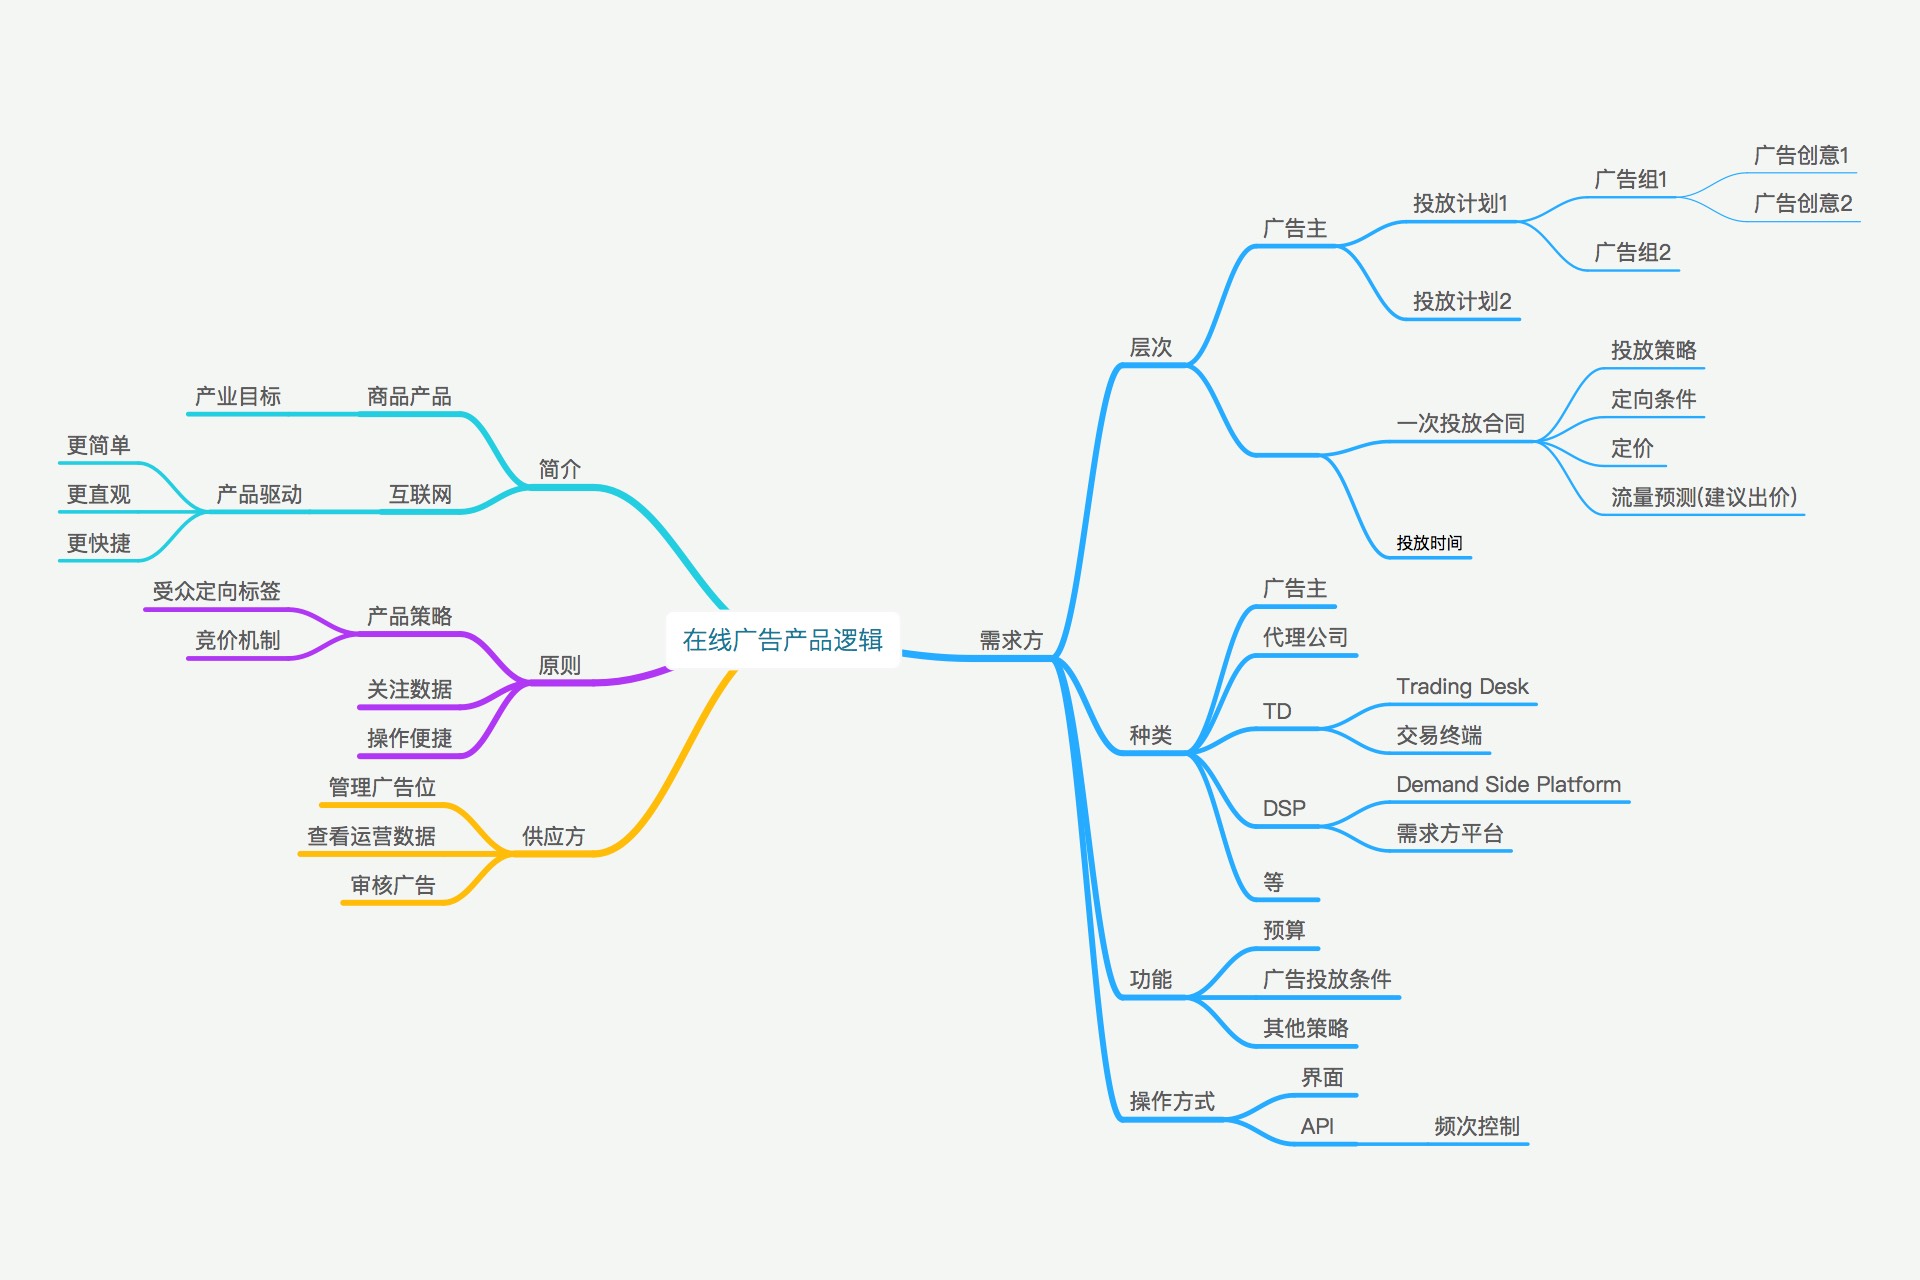 在线广告产品逻辑
简介
商品产品
产业目标
互联网
产品驱动
更简单
更直观
更快捷
原则
产品策略
受众定向标签
竞价机制
关注数据
操作便捷
供应方
管理广告位
查看运营数据
审核广告
需求方
层次
广告主
投放计划1
广告组1
广告创意1
广告创意2
广告组2
投放计划2
一次投放合同
投放策略
定向条件
定价
流量预测(建议出价)
投放时间
种类
广告主
代理公司
TD
Trading Desk
交易终端
DSP
Demand Side Platform
需求方平台
等
功能
预算
广告投放条件
其他策略
操作方式
界面
API
频次控制